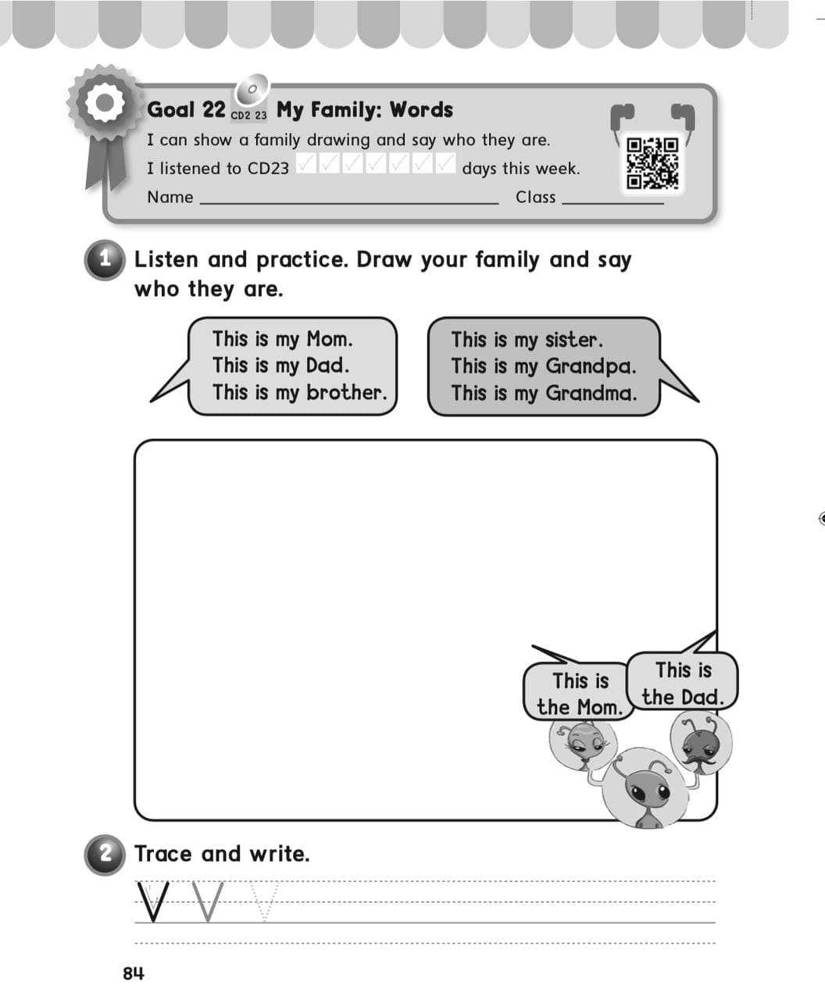 Goal 22 CD2 23 My Family: Words
I can show a family drawing and say who they are.
I listened to CD23 days this week.
Name Class
1 Listen and practice. Draw your family and say
who they are.
This is my Mom.
This is my Dad.
This is my brother.
This is my sister.
This is my Grandpa.
This is my Grandma.
This is
the Mom.
This is
the Dad.
2 Trace and write.
V V V
84